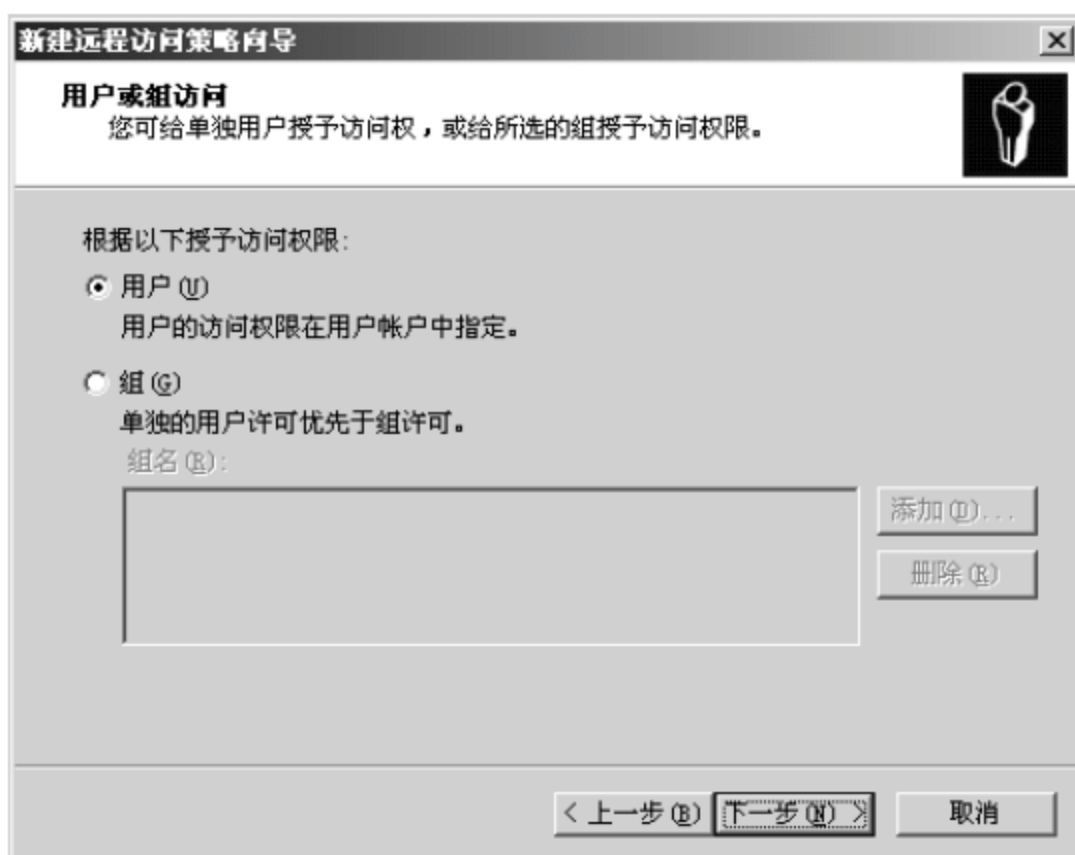 新建远程访问策略向导
用户或组访问
您可给单独用户授予访问权,或给所选的组授予访问权限。
根据以下授予访问权限:
用户(U)
用户的访问权限在用户帐户中指定。
组(G)
单独的用户许可优先于组许可。
组名(R):
添加(D)...
删除(R)
< 上一步(B) 下一步(N) > 取消